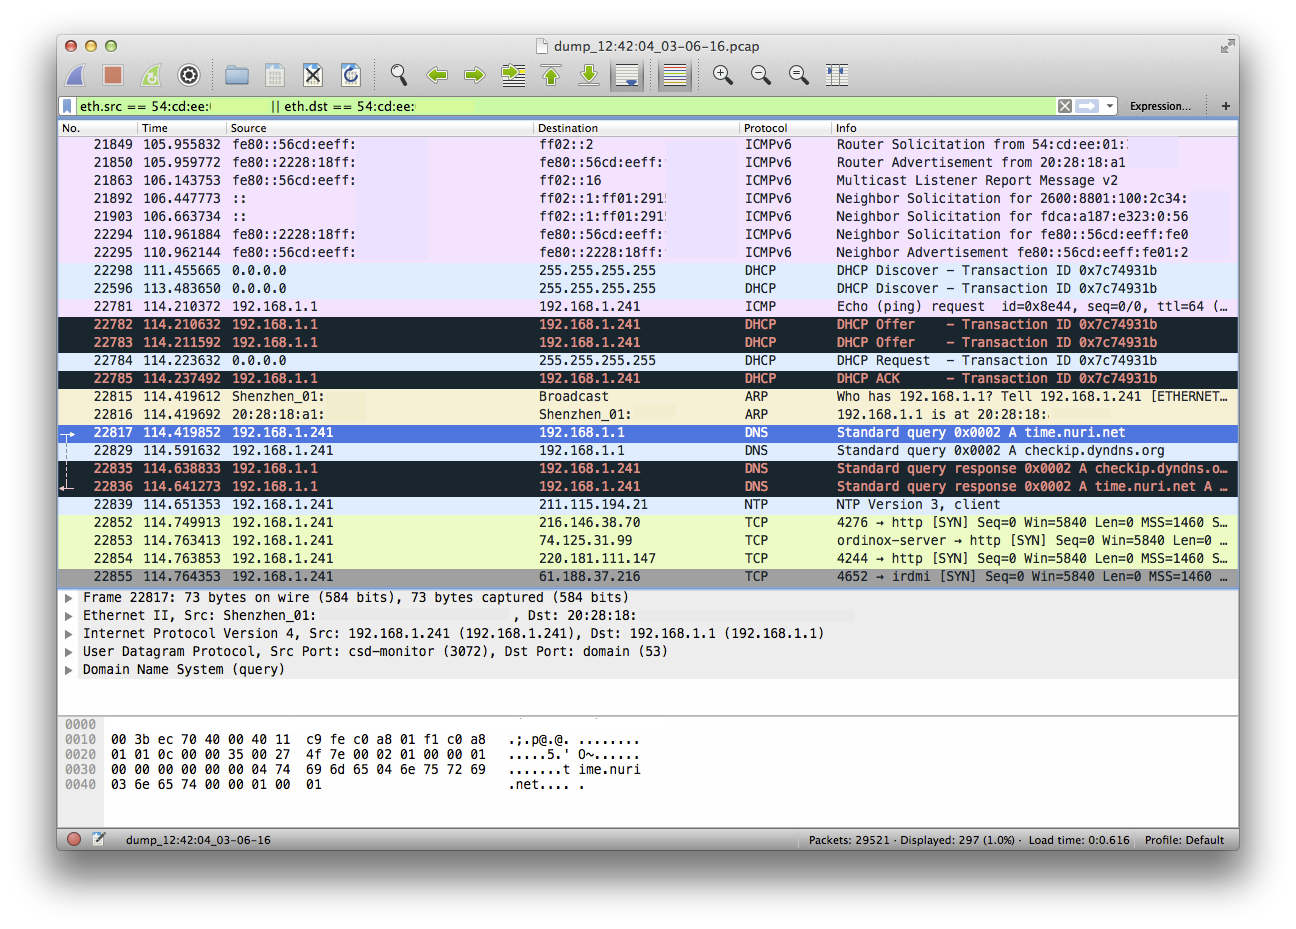 dump_12:42:04_03-06-16.pcap
eth.src == 54:cd:ee: || eth.dst == 54:cd:ee: Expression... +
No. Time Source Destination Protocol Info
21849 105.955832 fe80::56cd:eeff: ff02::2 ICMPv6 Router Solicitation from 54:cd:ee:01:
21850 105.959772 fe80::2228:18ff: fe80::56cd:eeff: ICMPv6 Router Advertisement from 20:28:18:a1
21863 106.143753 fe80::56cd:eeff: ff02::16 ICMPv6 Multicast Listener Report Message v2
21892 106.447773 :: ff02::1:ff01:291 ICMPv6 Neighbor Solicitation for 2600:8801:100:2c34:
21903 106.663734 :: ff02::1:ff01:291 ICMPv6 Neighbor Solicitation for fdca:a187:e323:0:56
22294 110.961884 fe80::2228:18ff: fe80::56cd:eeff: ICMPv6 Neighbor Solicitation for fe80::56cd:eeff:fe0
22295 110.962144 fe80::56cd:eeff: fe80::2228:18ff: ICMPv6 Neighbor Advertisement fe80::56cd:eeff:fe01:2
22298 111.455665 0.0.0.0 255.255.255.255 DHCP DHCP Discover – Transaction ID 0x7c74931b
22596 113.483650 0.0.0.0 255.255.255.255 DHCP DHCP Discover – Transaction ID 0x7c74931b
22781 114.210372 192.168.1.1 192.168.1.241 ICMP Echo (ping) request id=0x8e44, seq=0/0, ttl=64 (…
22782 114.210632 192.168.1.1 192.168.1.241 DHCP DHCP Offer – Transaction ID 0x7c74931b
22783 114.211592 192.168.1.1 192.168.1.241 DHCP DHCP Offer – Transaction ID 0x7c74931b
22784 114.223632 0.0.0.0 255.255.255.255 DHCP DHCP Request – Transaction ID 0x7c74931b
22785 114.237492 192.168.1.1 192.168.1.241 DHCP DHCP ACK – Transaction ID 0x7c74931b
22815 114.419612 Shenzhen_01: Broadcast ARP Who has 192.168.1.1? Tell 192.168.1.241 [ETHERNET…
22816 114.419692 20:28:18:a1: Shenzhen_01: ARP 192.168.1.1 is at 20:28:18:
22817 114.419852 192.168.1.241 192.168.1.1 DNS Standard query 0x0002 A time.nuri.net
22829 114.591632 192.168.1.241 192.168.1.1 DNS Standard query 0x0002 A checkip.dyndns.org
22835 114.638833 192.168.1.1 192.168.1.241 DNS Standard query response 0x0002 A checkip.dyndns.o…
22836 114.641273 192.168.1.1 192.168.1.241 DNS Standard query response 0x0002 A time.nuri.net A …
22839 114.651353 192.168.1.241 211.115.194.21 NTP NTP Version 3, client
22852 114.749913 192.168.1.241 216.146.38.70 TCP 4276 → http [SYN] Seq=0 Win=5840 Len=0 MSS=1460 S…
22853 114.763413 192.168.1.241 74.125.31.99 TCP ordinox-server → http [SYN] Seq=0 Win=5840 Len=0 …
22854 114.763853 192.168.1.241 220.181.111.147 TCP 4244 → http [SYN] Seq=0 Win=5840 Len=0 MSS=1460 …
22855 114.764353 192.168.1.241 61.188.37.216 TCP 4652 → irdmi [SYN] Seq=0 Win=5840 Len=0 MSS=1460 …
Frame 22817: 73 bytes on wire (584 bits), 73 bytes captured (584 bits)
Ethernet II, Src: Shenzhen_01: , Dst: 20:28:18:
Internet Protocol Version 4, Src: 192.168.1.241 (192.168.1.241), Dst: 192.168.1.1 (192.168.1.1)
User Datagram Protocol, Src Port: csd-monitor (3072), Dst Port: domain (53)
Domain Name System (query)
0000
0010 00 3b ec 70 40 00 40 11 c9 fe c0 a8 01 f1 c0 a8 .;.p@.@. ........
0020 01 01 0c 00 00 35 00 27 4f 7e 00 02 01 00 00 01 .....5.' O~......
0030 00 00 00 00 00 00 04 74 69 6d 65 04 6e 75 72 69 .......t ime.nuri
0040 03 6e 65 74 00 00 01 00 01 .net.... .
dump_12:42:04_03-06-16 Packets: 29521 · Displayed: 297 (1.0%) · Load time: 0:0.616 Profile: Default